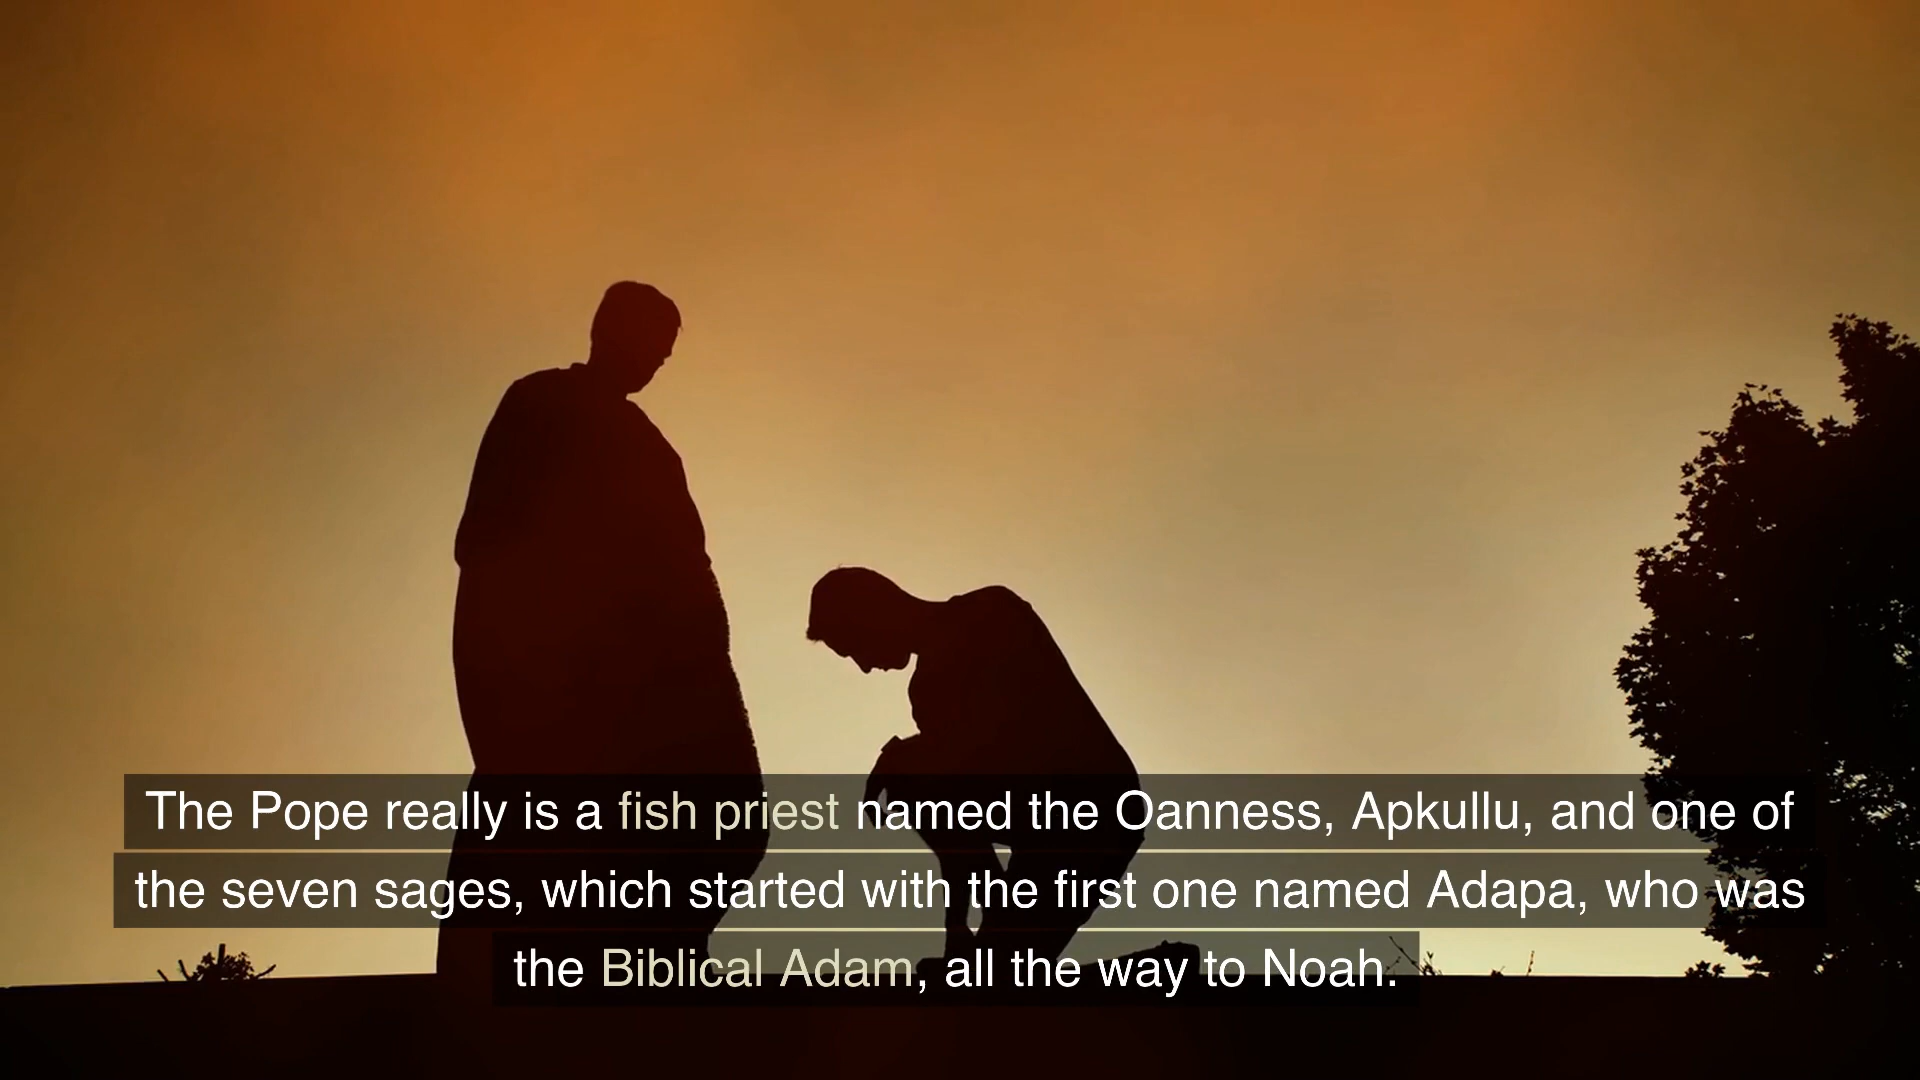 The Pope really is a fish priest named the Oanness, Apkullu, and one of
the seven sages, which started with the first one named Adapa, who was
the Biblical Adam, all the way to Noah.